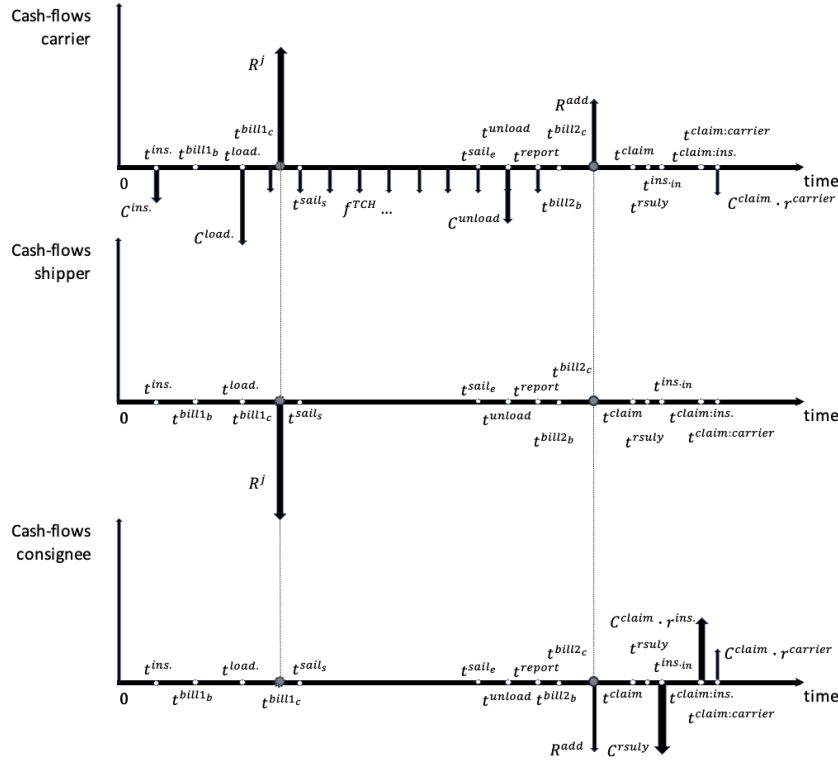 Cash-flows
carrier
R^j
R^{add}
t^{bill1_c}
t^{unload}
t^{bill2_c}
t^{claim:carrier}
t^{ins.} t^{bill1_b} t^{load.}
t^{sail_e} t^{report}
t^{claim} t^{claim:ins.}
0
time
t^{sail_s} f^{TCH} ...
t^{ins.in}
C^{ins.}
C^{unload}
t^{bill2_b}
t^{rsuly}
C^{claim} · r^{carrier}
C^{load.}
Cash-flows
shipper
t^{bill2_c}
t^{ins.} t^{load.}
t^{sail_e} t^{report}
t^{ins.in}
0
t^{bill1_b} t^{bill1_c} t^{sail_s}
t^{unload}
t^{claim} t^{claim:ins.}
time
t^{bill2_b}
t^{rsuly}
t^{claim:carrier}
R^j
Cash-flows
consignee
C^{claim} · r^{ins.}
t^{bill2_c}
t^{rsuly}
C^{claim} · r^{carrier}
t^{ins.} t^{load.} t^{sail_s}
t^{sail_e} t^{report}
t^{ins.in}
0
t^{bill1_b} t^{bill1_c}
t^{unload} t^{bill2_b}
t^{claim} t^{claim:ins.}
time
t^{claim:carrier}
R^{add} C^{rsuly}